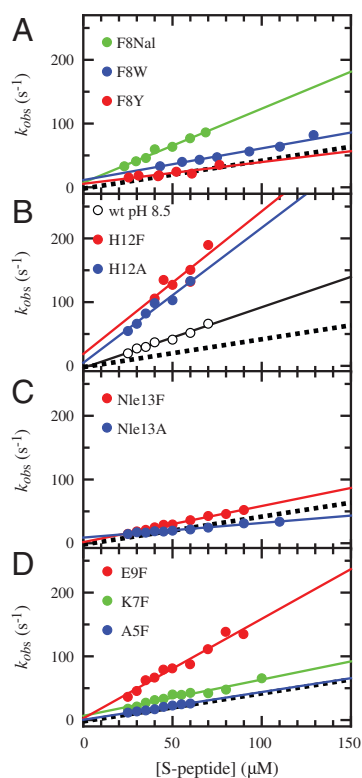 A
200
100
0
k_obs (s⁻¹)
F8Nal
F8W
F8Y
B
200
100
0
k_obs (s⁻¹)
wt pH 8.5
H12F
H12A
C
200
100
0
k_obs (s⁻¹)
Nle13F
Nle13A
D
200
100
0
k_obs (s⁻¹)
E9F
K7F
A5F
0 50 100 150
[S-peptide] (μM)